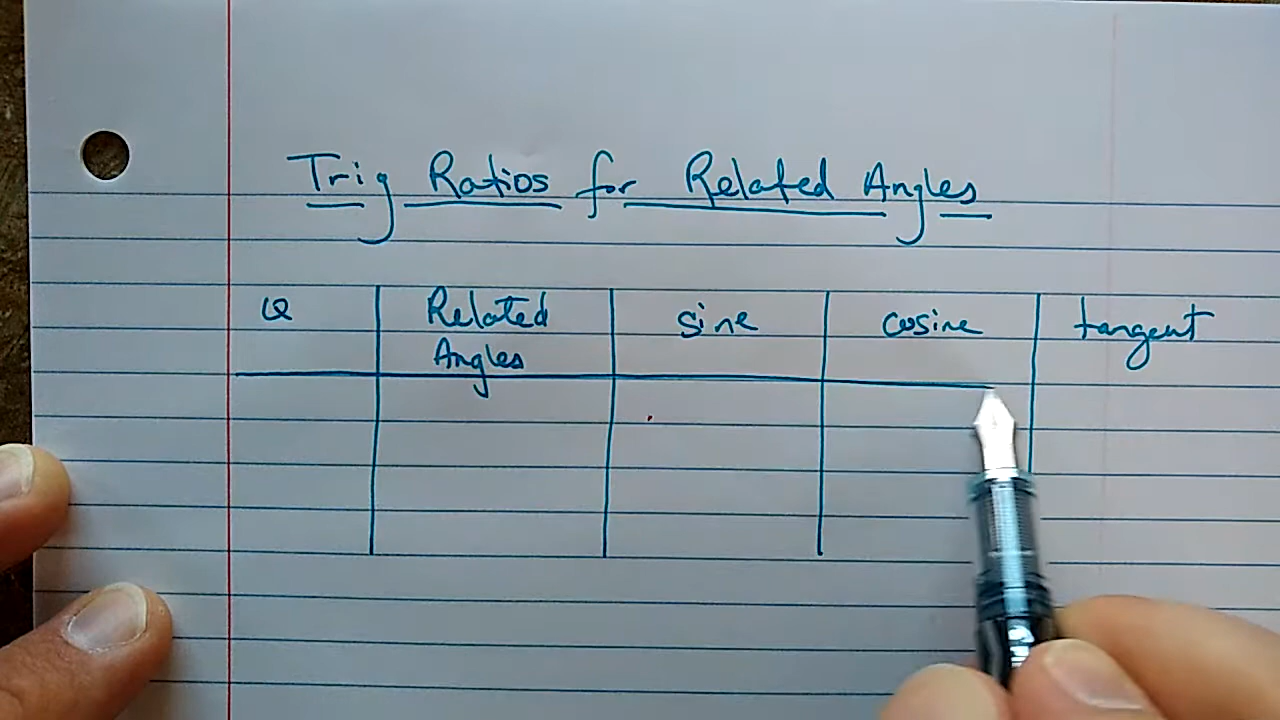 Trig Ratios for Related Angles
Q Related Angles sine cosine tangent